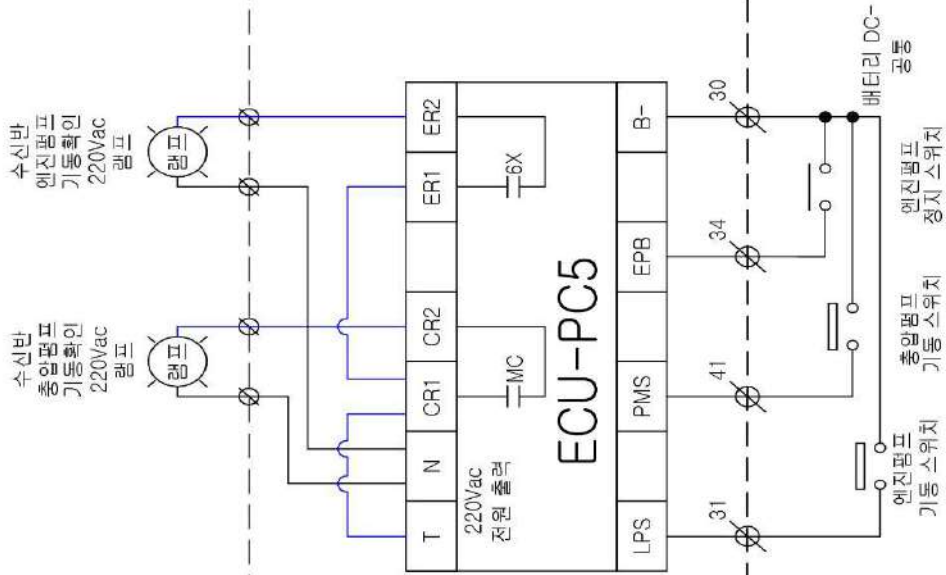 수신반
충압펌프
기동확인
220Vac
램프
램프
수신반
엔진펌프
기동확인
220Vac
램프
램프
T
N
CR1
CR2
ER1
ER2
220Vac
전원 출력
MC
6X
ECU-PC5
LPS
PMS
EPB
B-
31
41
34
30
엔진펌프
기동 스위치
충압펌프
기동 스위치
엔진펌프
정지 스위치
배터리 DC-
공통